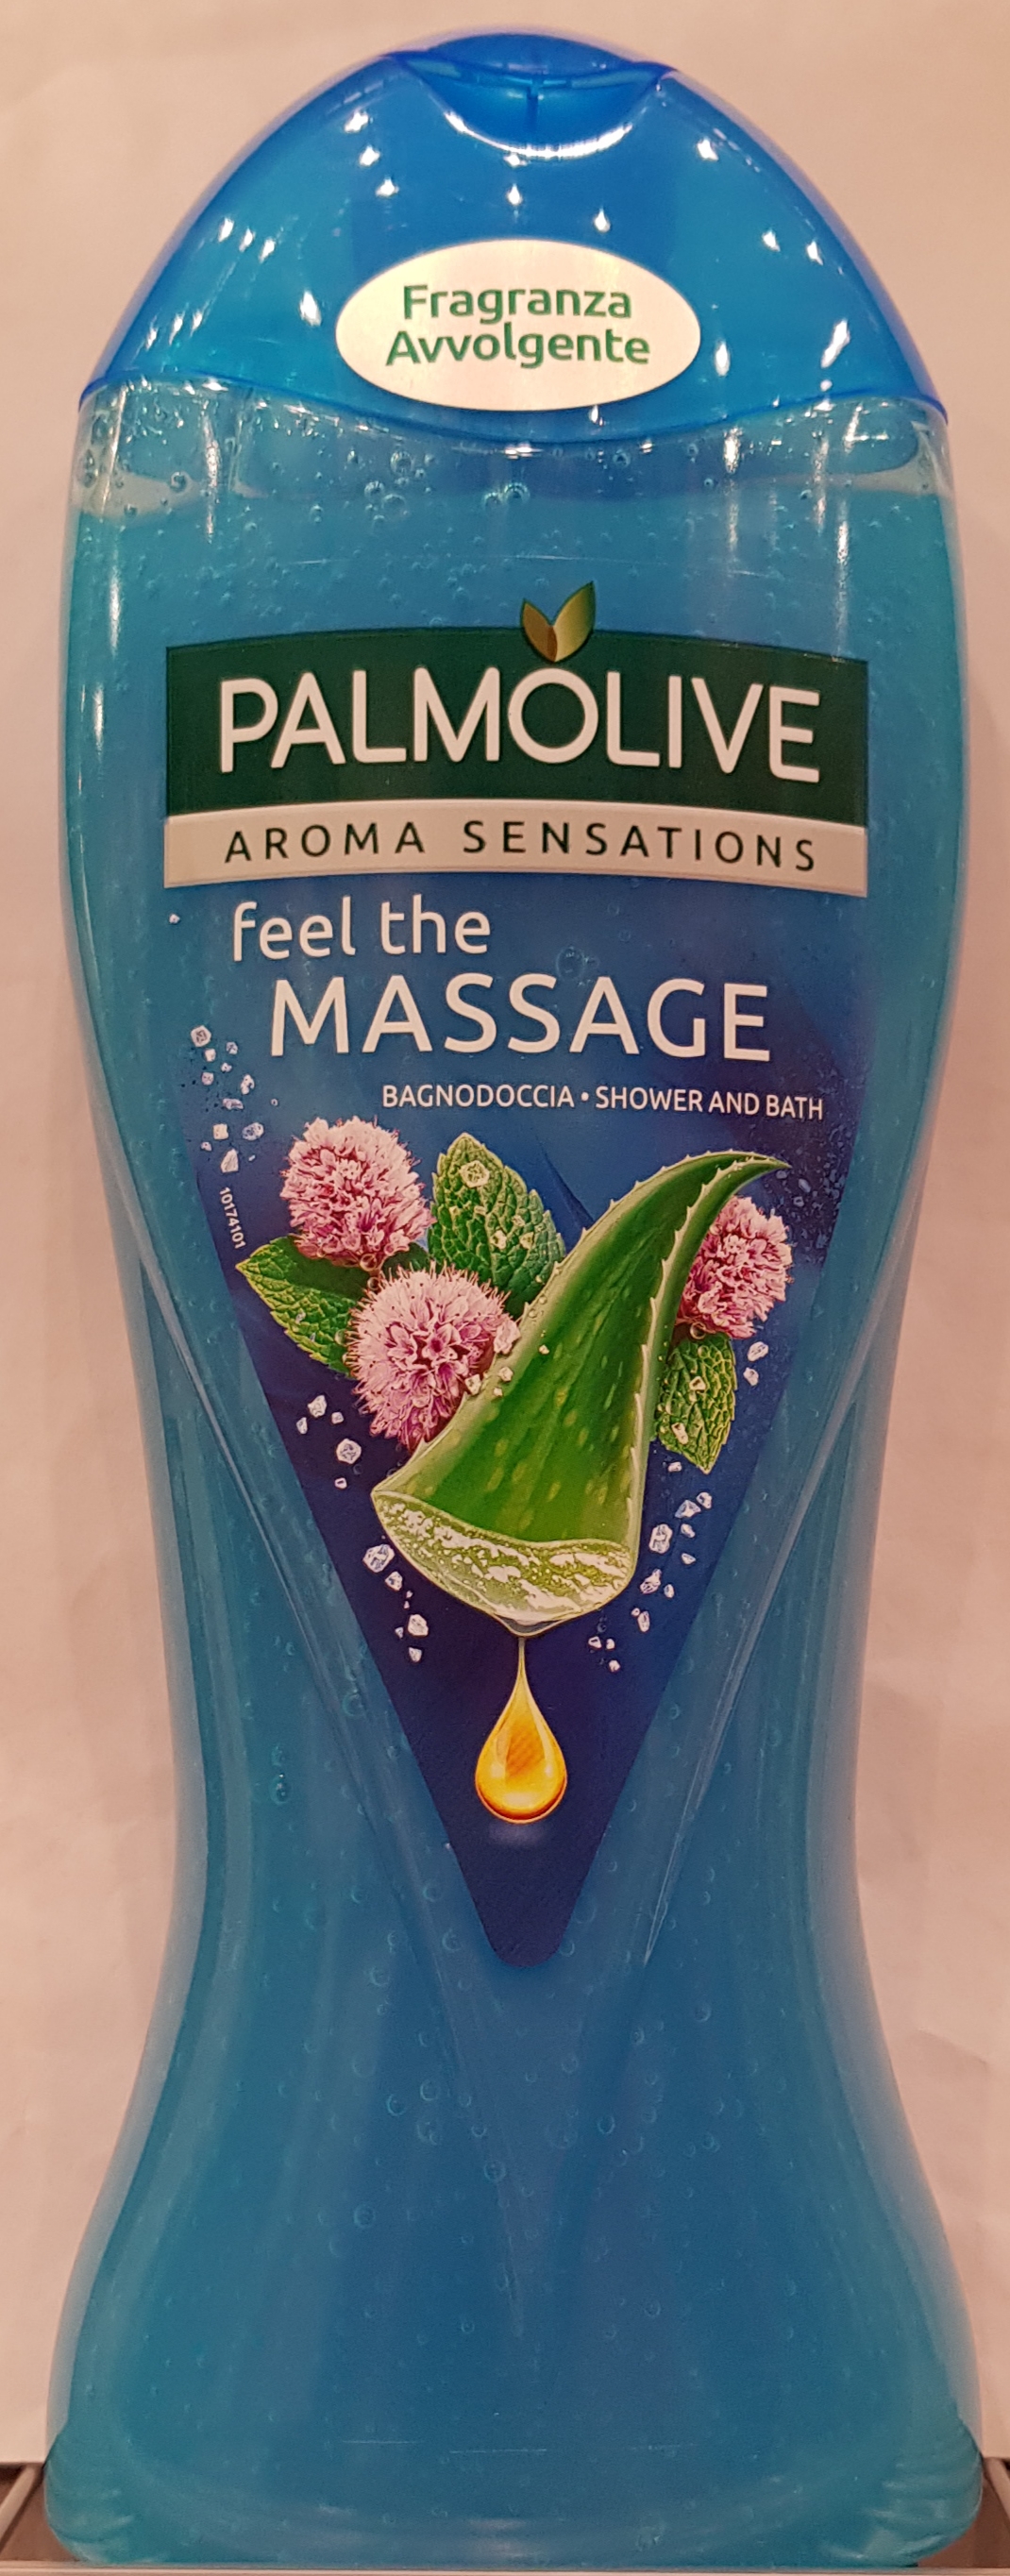 Fragranza
Avvolgente
PALMOLIVE
AROMA SENSATIONS
feel the
MASSAGE
BAGNODOCCIA • SHOWER AND BATH
10174101